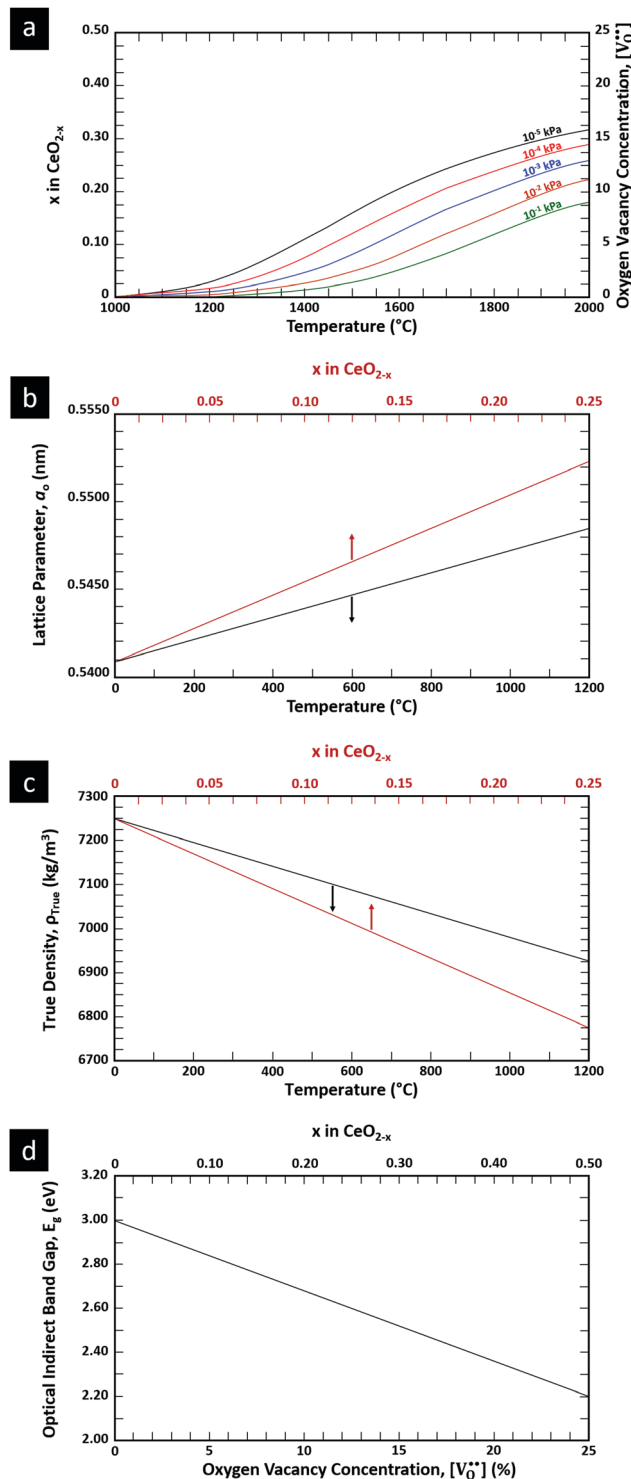 a
x in CeO2-x
0.50
0.40
0.30
0.20
0.10
0
25
20
15
10
5
0
Oxygen Vacancy Concentration, [V_O^••]
10-5 kPa
10-4 kPa
10-3 kPa
10-2 kPa
10-1 kPa
1000 1200 1400 1600 1800 2000
Temperature (°C)
b
x in CeO2-x
0 0.05 0.10 0.15 0.20 0.25
Lattice Parameter, ao (nm)
0.5550
0.5500
0.5450
0.5400
0 200 400 600 800 1000 1200
Temperature (°C)
c
x in CeO2-x
0 0.05 0.10 0.15 0.20 0.25
True Density, ρTrue (kg/m3)
7300
7200
7100
7000
6900
6800
6700
0 200 400 600 800 1000 1200
Temperature (°C)
d
x in CeO2-x
0 0.10 0.20 0.30 0.40 0.50
Optical Indirect Band Gap, Eg (eV)
3.20
3.00
2.80
2.60
2.40
2.20
2.00
0 5 10 15 20 25
Oxygen Vacancy Concentration, [V_O^••] (%)